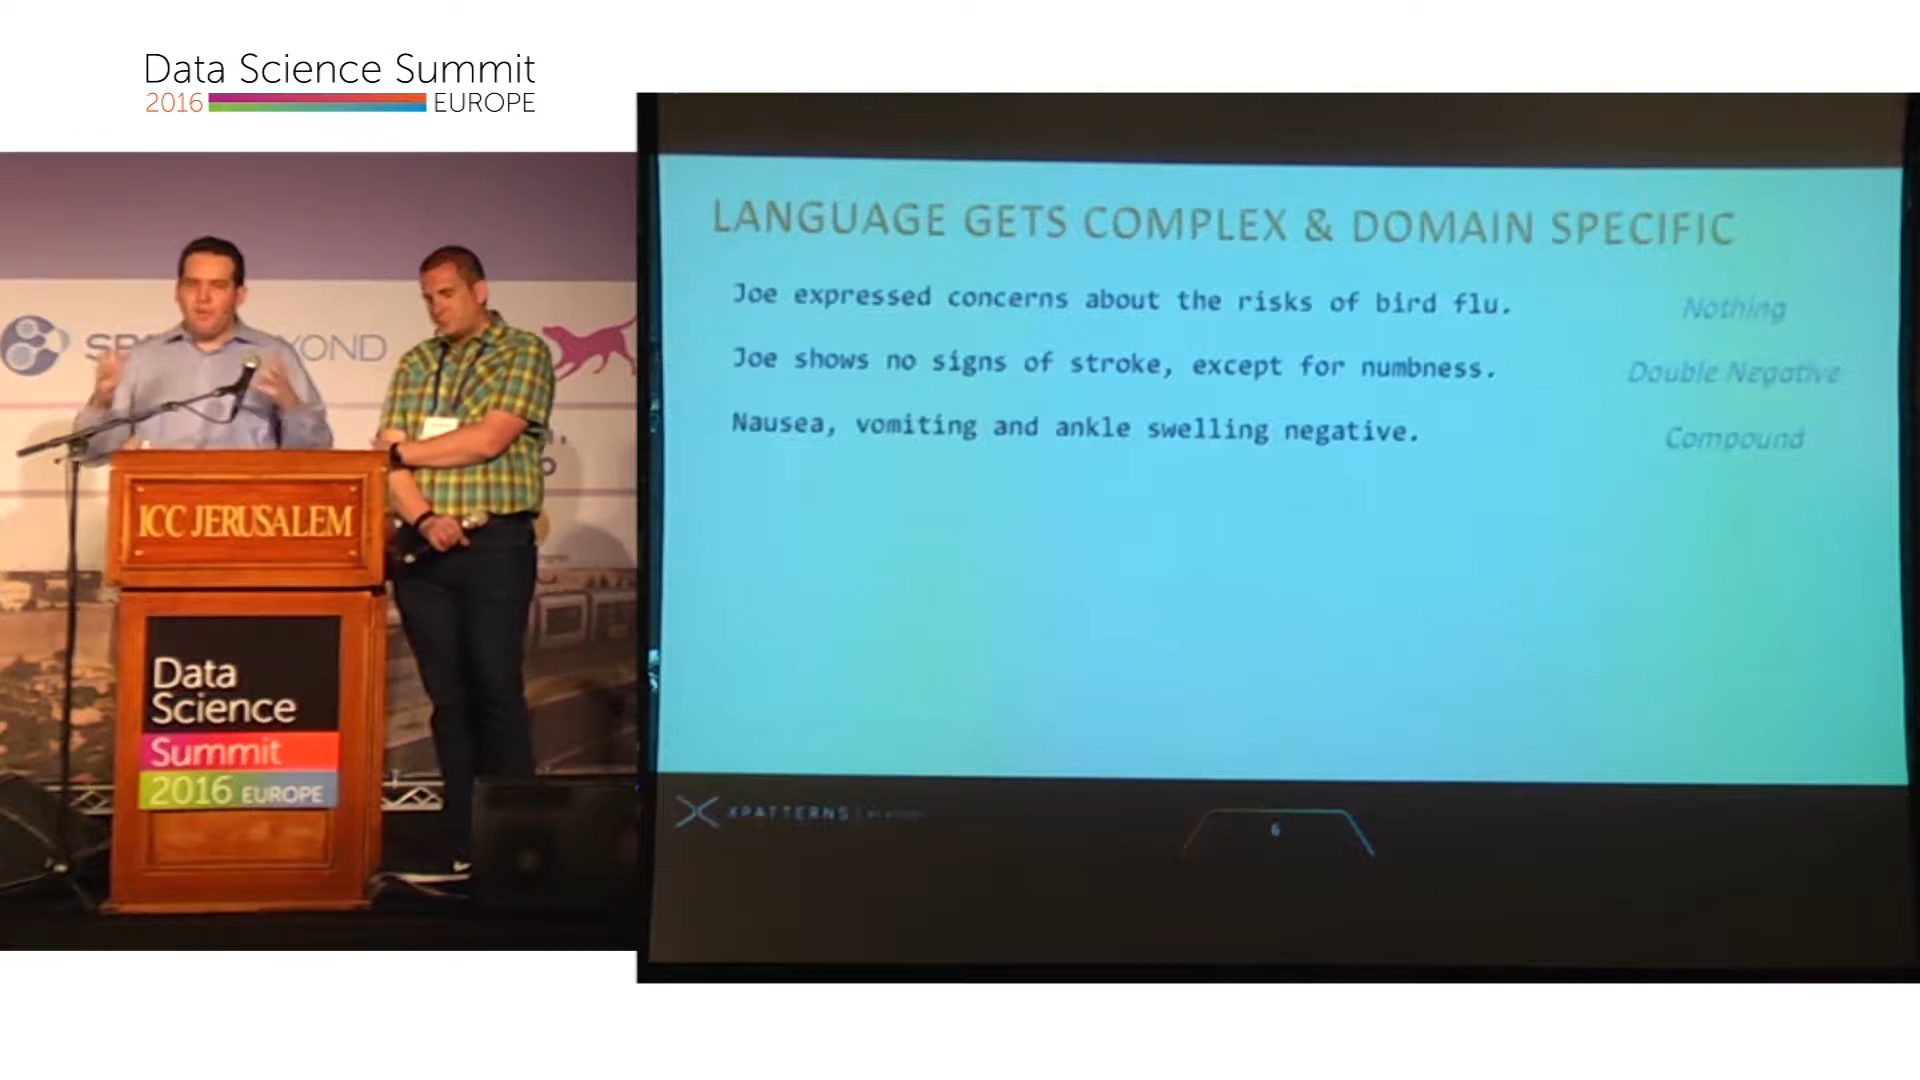 Data Science Summit
2016 EUROPE
LANGUAGE GETS COMPLEX & DOMAIN SPECIFIC
Joe expressed concerns about the risks of bird flu. Nothing
Joe shows no signs of stroke, except for numbness. Double Negative
Nausea, vomiting and ankle swelling negative. Compound
XPATTERNS
6
YOND
ICC JERUSALEM
Data
Science
Summit
2016 EUROPE